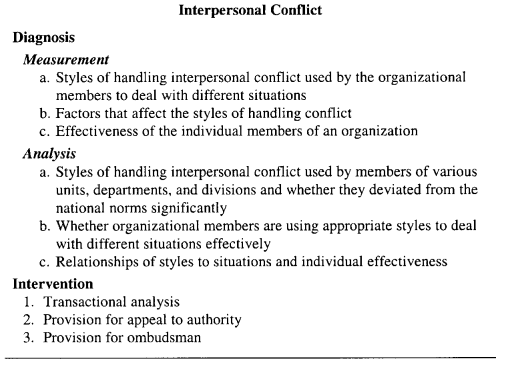 Interpersonal Conflict
Diagnosis
Measurement
a. Styles of handling interpersonal conflict used by the organizational
members to deal with different situations
b. Factors that affect the styles of handling conflict
c. Effectiveness of the individual members of an organization
Analysis
a. Styles of handling interpersonal conflict used by members of various
units, departments, and divisions and whether they deviated from the
national norms significantly
b. Whether organizational members are using appropriate styles to deal
with different situations effectively
c. Relationships of styles to situations and individual effectiveness
Intervention
1. Transactional analysis
2. Provision for appeal to authority
3. Provision for ombudsman